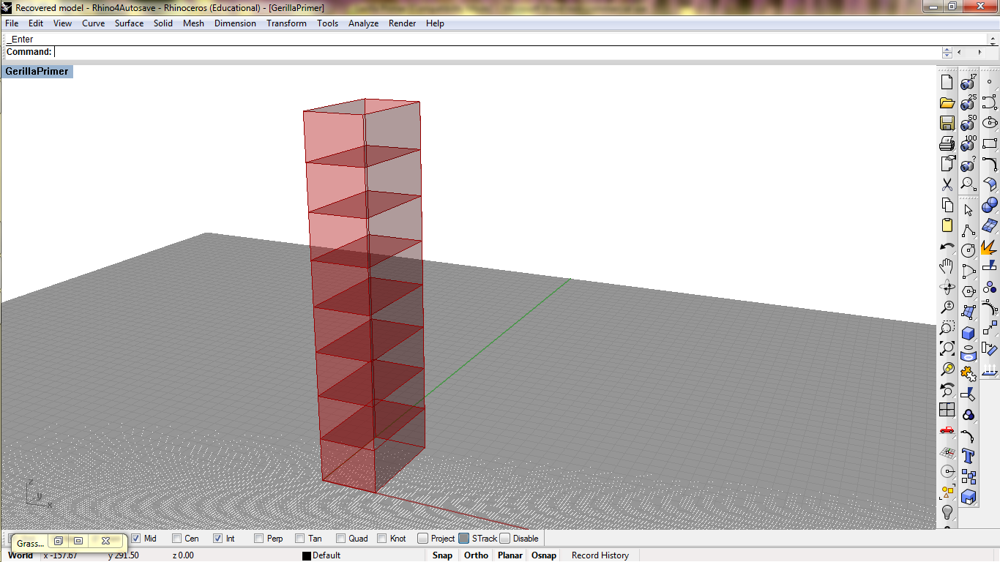 Recovered model - Rhino4Autosave - Rhinoceros (Educational) - [GerillaPrimer]
File Edit View Curve Surface Solid Mesh Dimension Transform Tools Analyze Render Help
_Enter
Command:
GerillaPrimer
17
25
50
100
?
z
y
x
Mid Cen Int Perp Tan Quad Knot Project STrack Disable
Grass...
World x -157.67 y 291.50 z 0.00 Default Snap Ortho Planar Osnap Record History